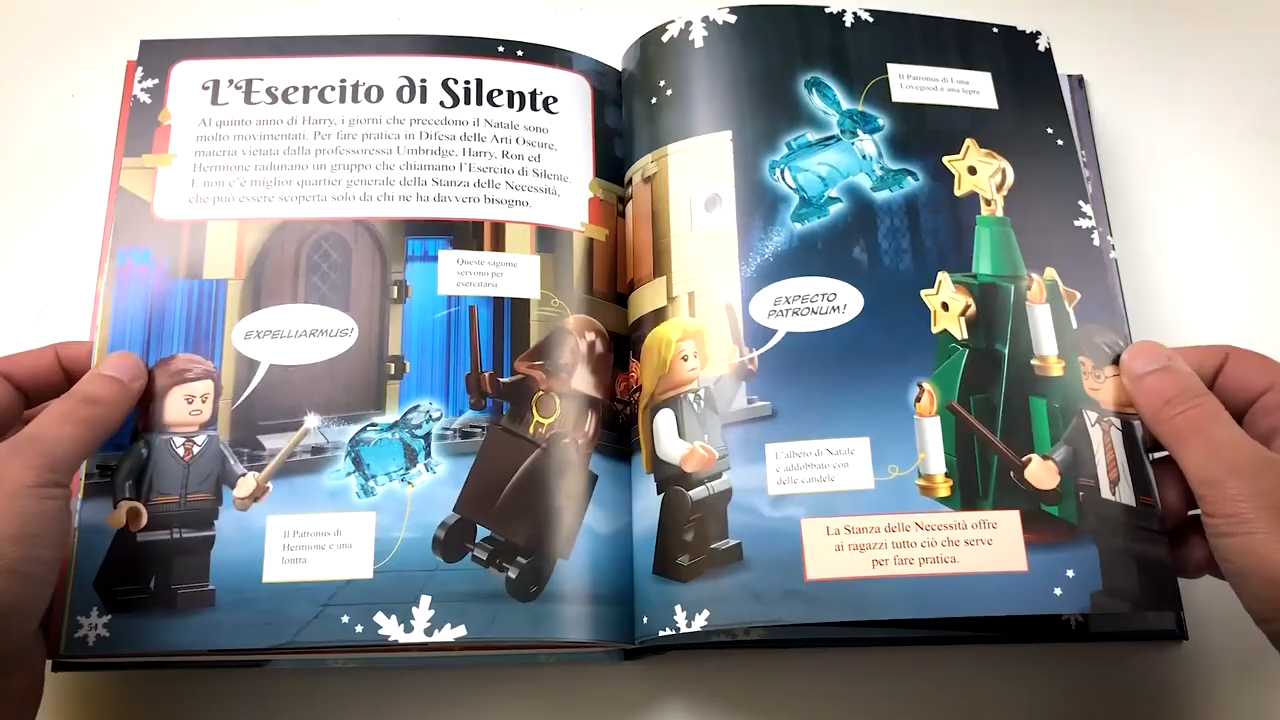 L'Esercito di Silente
Al quinto anno di Harry, i giorni che precedono il Natale sono
molto movimentati. Per fare pratica in Difesa delle Arti Oscure,
materia vietata dalla professoressa Umbridge, Harry, Ron ed
Hermione radunano un gruppo che chiamano l'Esercito di Silente.
E non c'è miglior quartier generale della Stanza delle Necessità,
che può essere scoperta solo da chi ne ha davvero bisogno.
Queste sagome
servono per
esercitarsi.
EXPELLIARMUS!
Il Patronus di
Hermione è una
lontra.
54
Il Patronus di Luna
Lovegood è una lepre.
EXPECTO
PATRONUM!
L'albero di Natale
è addobbato con
delle candele
La Stanza delle Necessità offre
ai ragazzi tutto ciò che serve
per fare pratica.